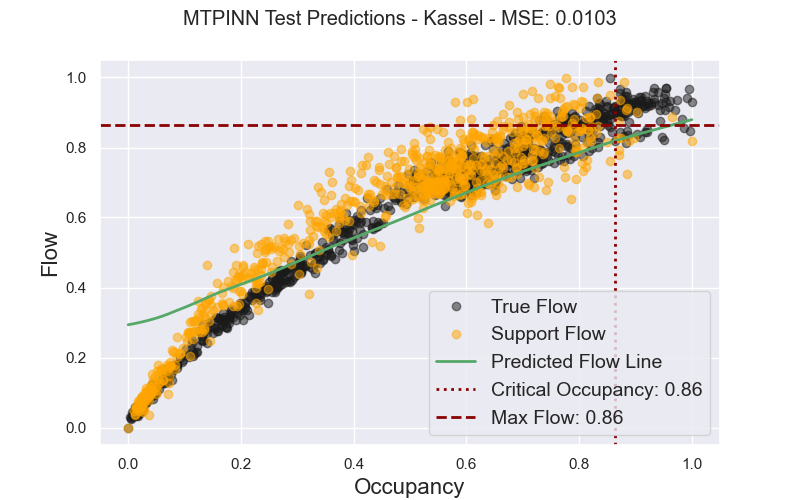 MTPINN Test Predictions - Kassel - MSE: 0.0103
Flow
1.0
0.8
0.6
0.4
0.2
0.0
True Flow
Support Flow
Predicted Flow Line
Critical Occupancy: 0.86
Max Flow: 0.86
0.0 0.2 0.4 0.6 0.8 1.0
Occupancy